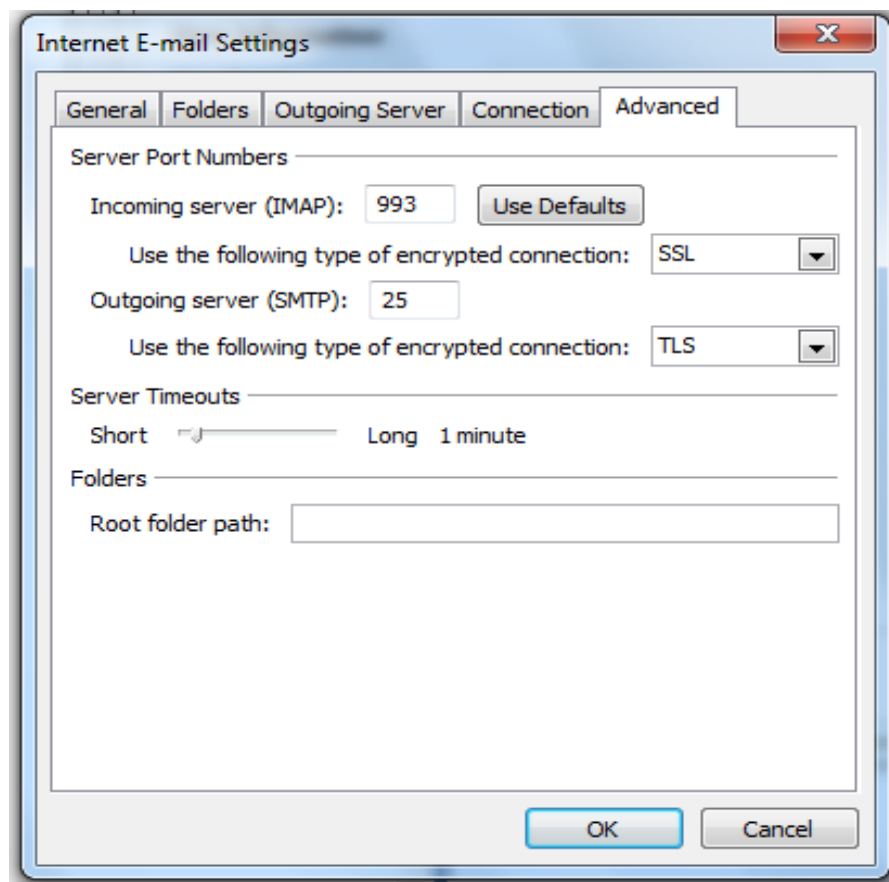 Internet E-mail Settings
General Folders Outgoing Server Connection Advanced
Server Port Numbers
Incoming server (IMAP): 993 Use Defaults
Use the following type of encrypted connection: SSL
Outgoing server (SMTP): 25
Use the following type of encrypted connection: TLS
Server Timeouts
Short Long 1 minute
Folders
Root folder path:
OK Cancel